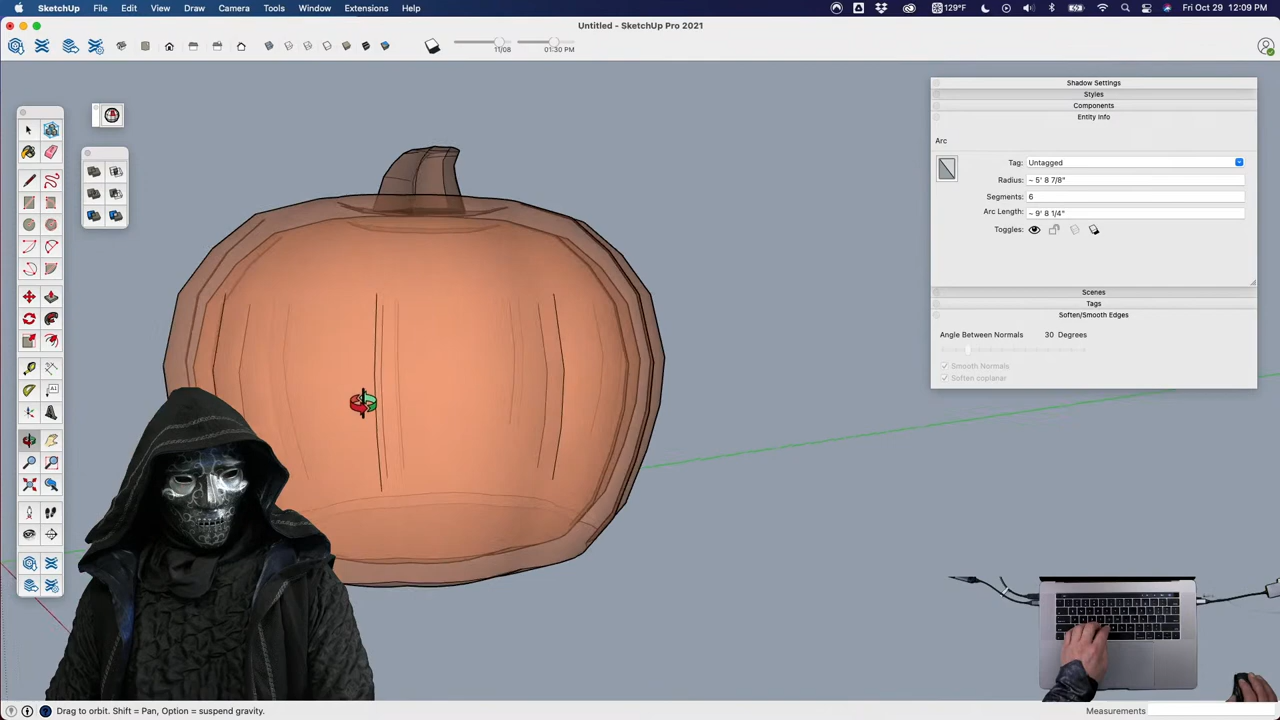 SketchUp File Edit View Draw Camera Tools Window Extensions Help 129°F Fri Oct 29 12:09 PM
Untitled - SketchUp Pro 2021
11/08 01:30 PM
Shadow Settings
Styles
Components
Entity Info
Arc
Tag: Untagged
Radius: ~ 5' 8 7/8"
Segments: 6
Arc Length: ~ 9' 8 1/4"
Toggles:
Scenes
Tags
Soften/Smooth Edges
Angle Between Normals 30 Degrees
Smooth Normals
Soften coplanar
Drag to orbit. Shift = Pan, Option = suspend gravity. Measurements